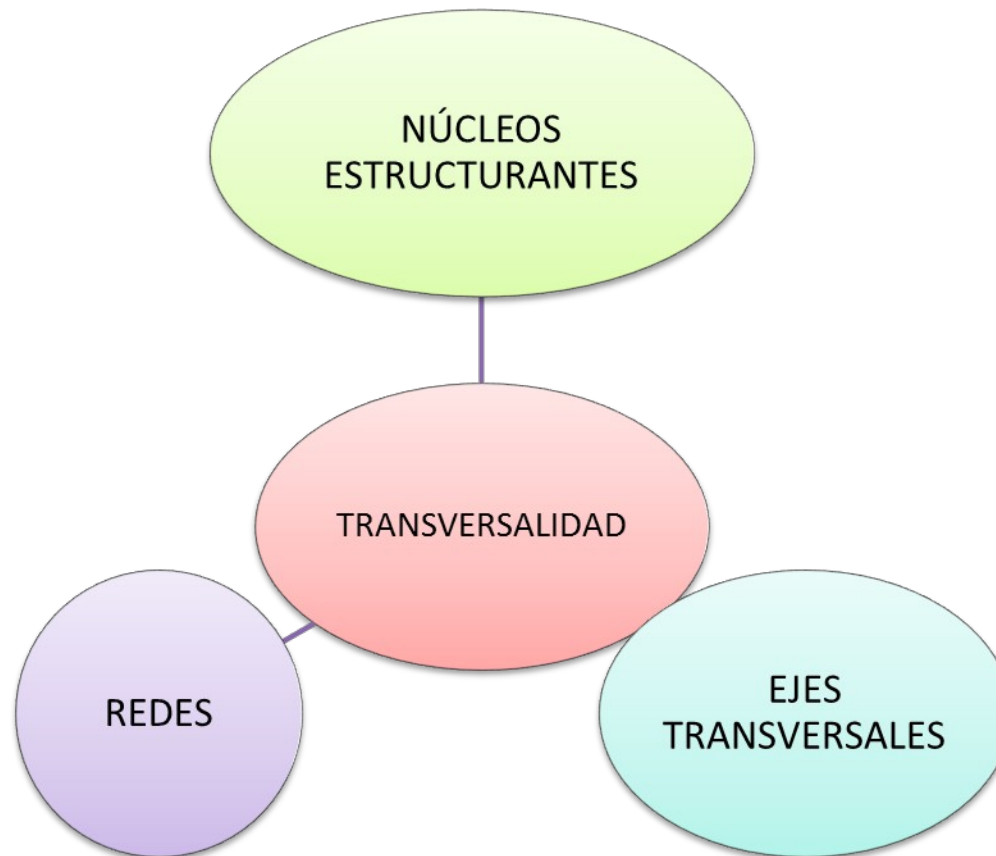 NÚCLEOS
ESTRUCTURANTES
TRANSVERSALIDAD
REDES
EJES
TRANSVERSALES